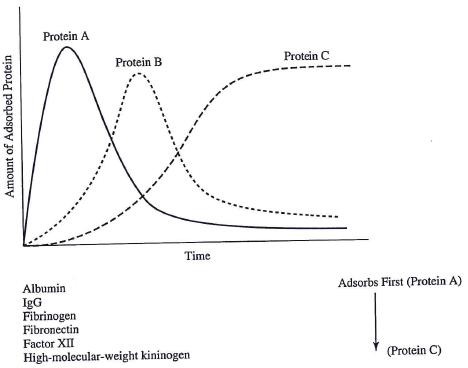 Protein A
Protein B
Protein C
Amount of Adsorbed Protein
Time
Albumin
IgG
Fibrinogen
Fibronectin
Factor XII
High-molecular-weight kininogen
Adsorbs First (Protein A)
(Protein C)